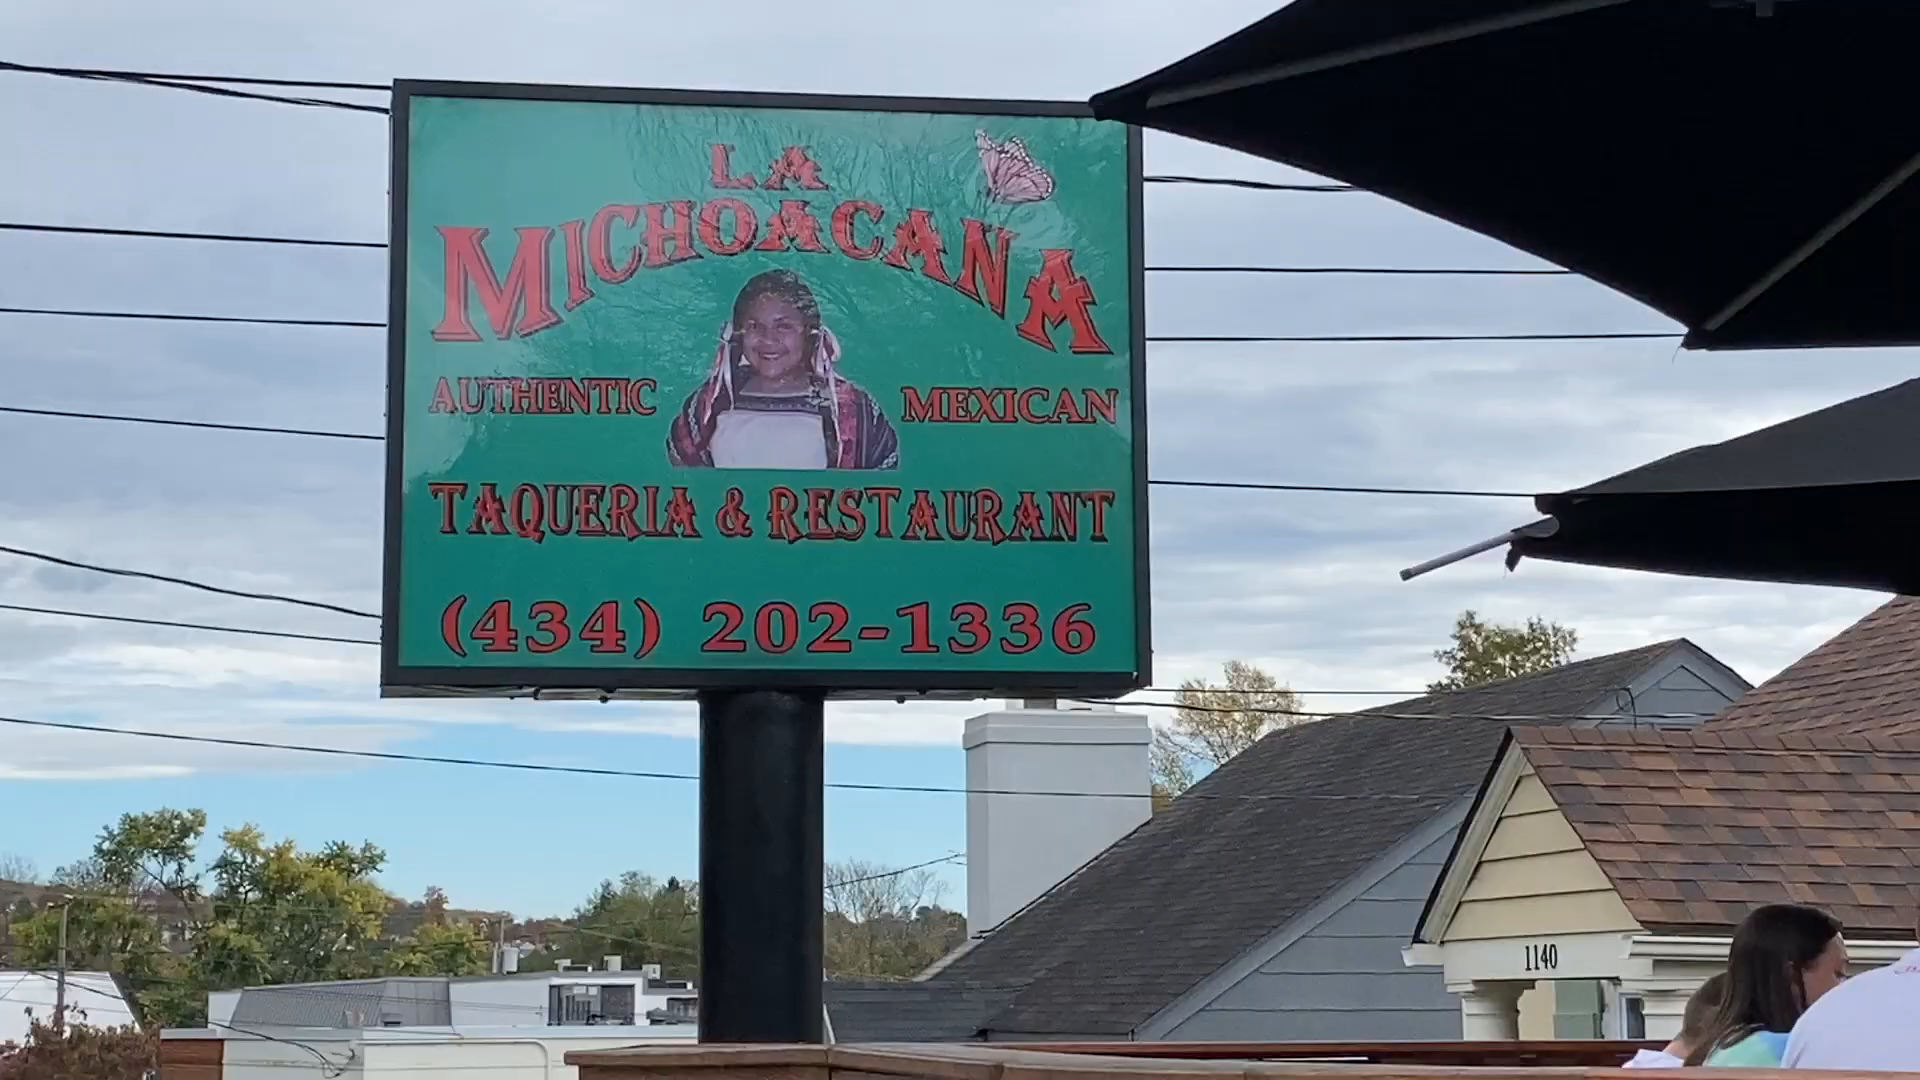 LA
MICHOACANA
AUTHENTIC MEXICAN
TAQUERIA & RESTAURANT
(434) 202-1336
1140